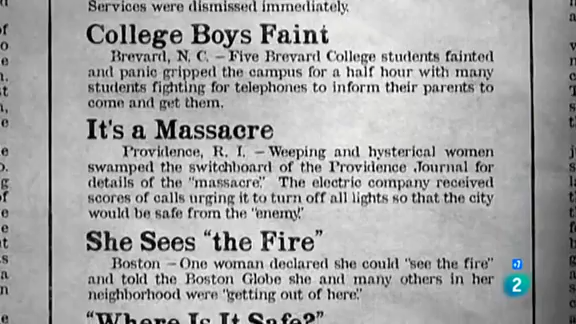 Services were dismissed immediately.
College Boys Faint
Brevard, N. C. – Five Brevard College students fainted
and panic gripped the campus for a half hour with many
students fighting for telephones to inform their parents to
come and get them.
It's a Massacre
Providence, R. I. – Weeping and hysterical women
swamped the switchboard of the Providence Journal for
details of the "massacre." The electric company received
scores of calls urging it to turn off all lights so that the city
would be safe from the "enemy."
She Sees "the Fire"
Boston – One woman declared she could "see the fire"
and told the Boston Globe she and many others in her
neighborhood were "getting out of here."
"Where Is It Safe?"
+7
2